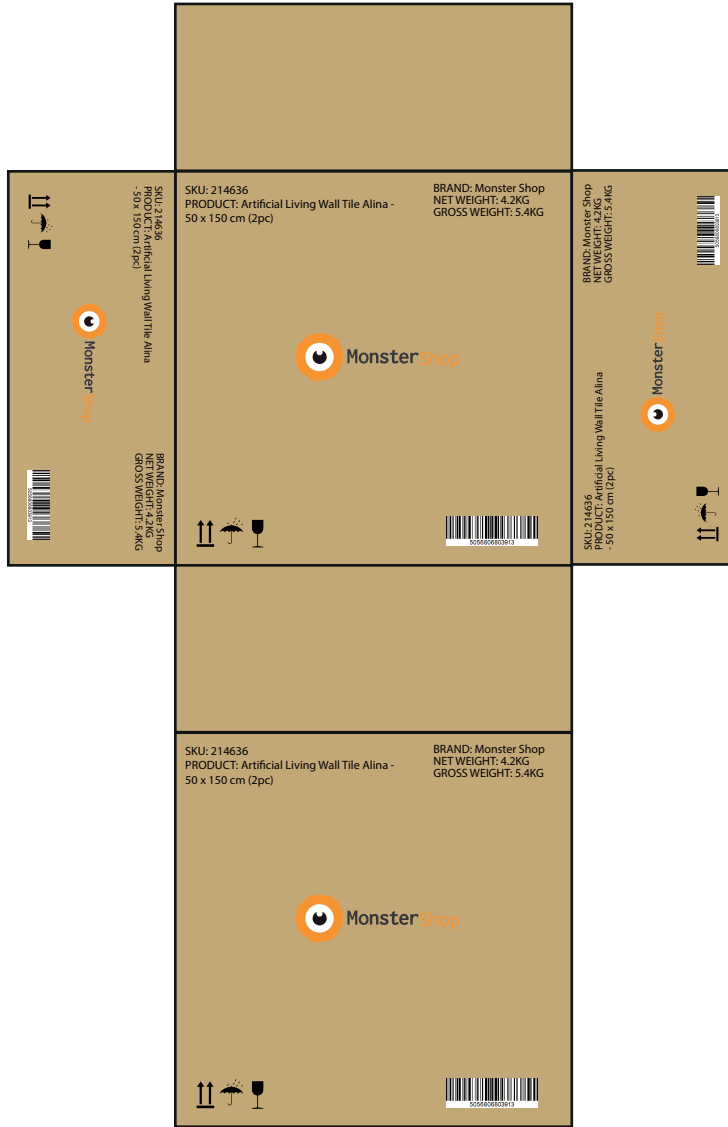 SKU: 214636
PRODUCT: Artificial Living Wall Tile Alina
- 50 x 150 cm (2pc)
MonsterShop
BRAND: Monster Shop
NET WEIGHT: 4.2KG
GROSS WEIGHT: 5.4KG
5056806803913
SKU: 214636
PRODUCT: Artificial Living Wall Tile Alina -
50 x 150 cm (2pc)
BRAND: Monster Shop
NET WEIGHT: 4.2KG
GROSS WEIGHT: 5.4KG
MonsterShop
5056806803913
BRAND: Monster Shop
NET WEIGHT: 4.2KG
GROSS WEIGHT: 5.4KG
5056806803913
MonsterShop
SKU: 214636
PRODUCT: Artificial Living Wall Tile Alina
- 50 x 150 cm (2pc)
SKU: 214636
PRODUCT: Artificial Living Wall Tile Alina -
50 x 150 cm (2pc)
BRAND: Monster Shop
NET WEIGHT: 4.2KG
GROSS WEIGHT: 5.4KG
MonsterShop
5056806803913